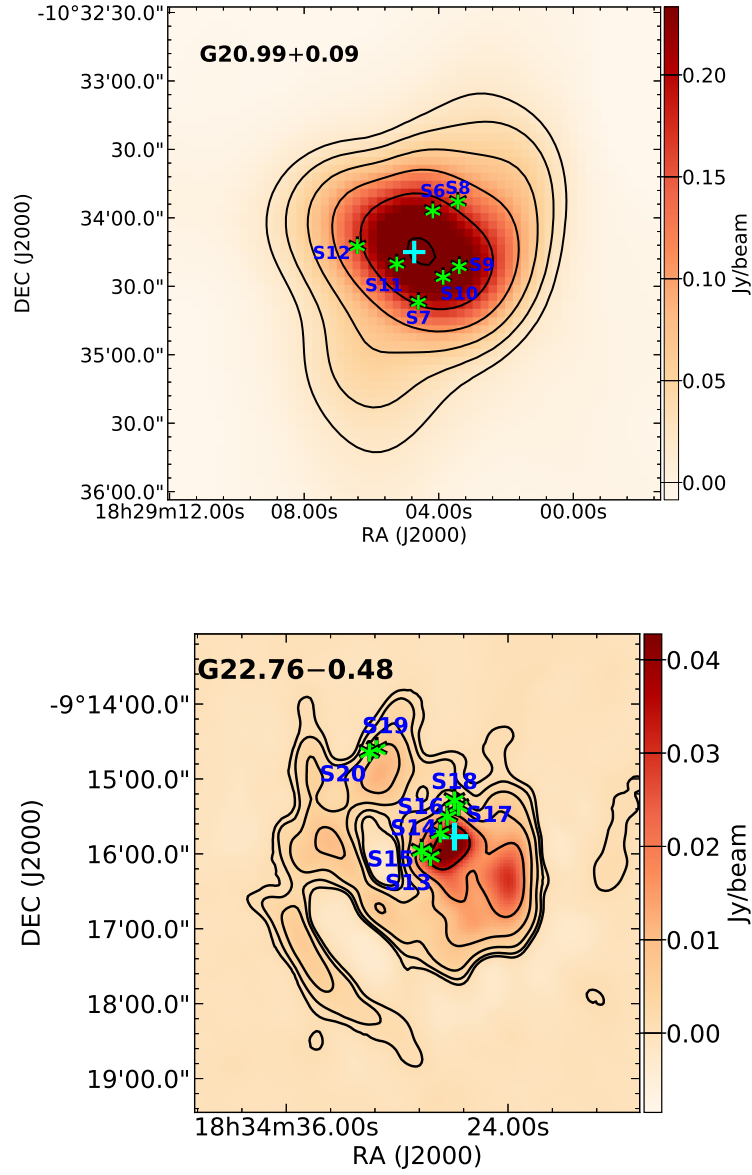 -10°32'30.0"
G20.99+0.09
33'00.0"
30.0"
34'00.0"
30.0"
35'00.0"
30.0"
36'00.0"
DEC (J2000)
S6
S8
S12
S9
S11
S10
S7
18h29m12.00s
08.00s
04.00s
00.00s
RA (J2000)
0.20
0.15
0.10
0.05
0.00
Jy/beam
G22.76−0.48
-9°14'00.0"
15'00.0"
16'00.0"
17'00.0"
18'00.0"
19'00.0"
DEC (J2000)
S19
S20
S18
S16
S17
S14
S15
S13
18h34m36.00s
24.00s
RA (J2000)
0.04
0.03
0.02
0.01
0.00
Jy/beam